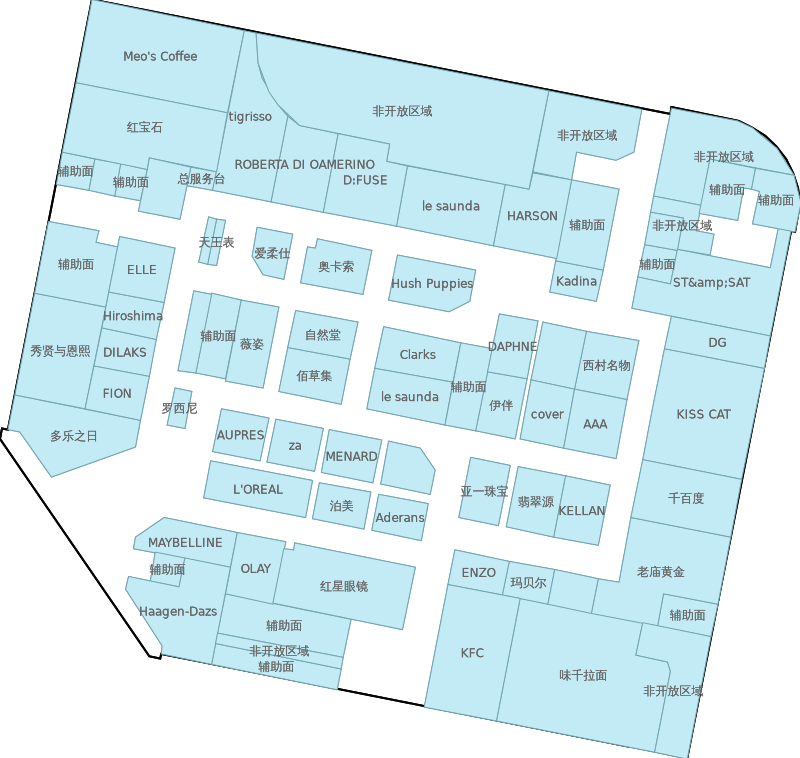 Meo's Coffee
非开放区域
红宝石
tigrisso
非开放区域
非开放区域
辅助面
辅助面
总服务台
ROBERTA DI OAMERINO
D:FUSE
辅助面
辅助面
le saunda
HARSON
辅助面
非开放区域
天王表
爱柔仕
奥卡索
辅助面
ELLE
辅助面
Hush Puppies
Kadina
ST&amp;SAT
Hiroshima
辅助面
薇姿
自然堂
DAPHNE
DG
秀贤与恩熙
DILAKS
Clarks
西村名物
佰草集
辅助面
FION
le saunda
伊伴
罗西尼
cover
AAA
KISS CAT
多乐之日
AUPRES
za
MENARD
L'OREAL
亚一珠宝
翡翠源
KELLAN
千百度
泊美
Aderans
MAYBELLINE
辅助面
OLAY
红星眼镜
ENZO
玛贝尔
老庙黄金
Haagen-Dazs
辅助面
辅助面
非开放区域
辅助面
KFC
味千拉面
非开放区域